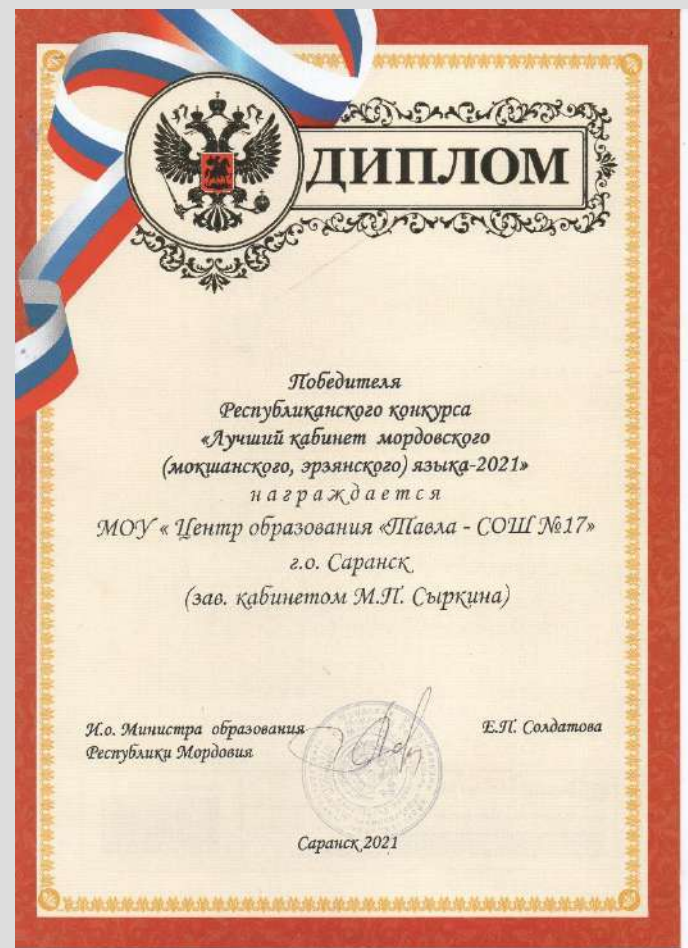 ДИПЛОМ
Победителя
Республиканского конкурса
«Лучший кабинет мордовского
(мокшанского, эрзянского) языка-2021»
награждается
МОУ « Центр образования «Тавла - СОШ №17»
г.о. Саранск
(зав. кабинетом М.П. Сыркина)
И.о. Министра образования
Республики Мордовия
Е.П. Солдатова
Саранск 2021